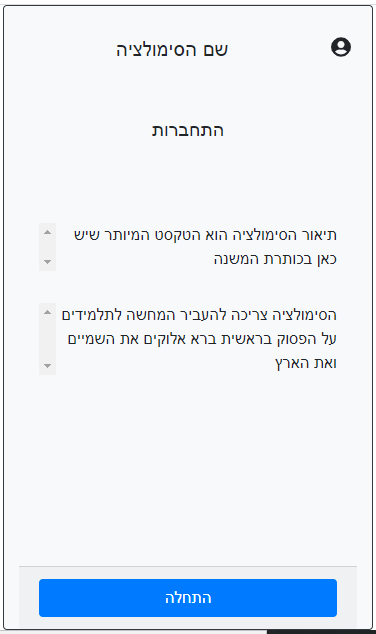 שם הסימולציה
התחברות
תיאור הסימולציה הוא הטקסט המיותר שיש
כאן בכותרת המשנה
הסימולציה צריכה להעביר המחשה לתלמידים
על הפסוק בראשית ברא אלוקים את השמיים
ואת הארץ
התחלה